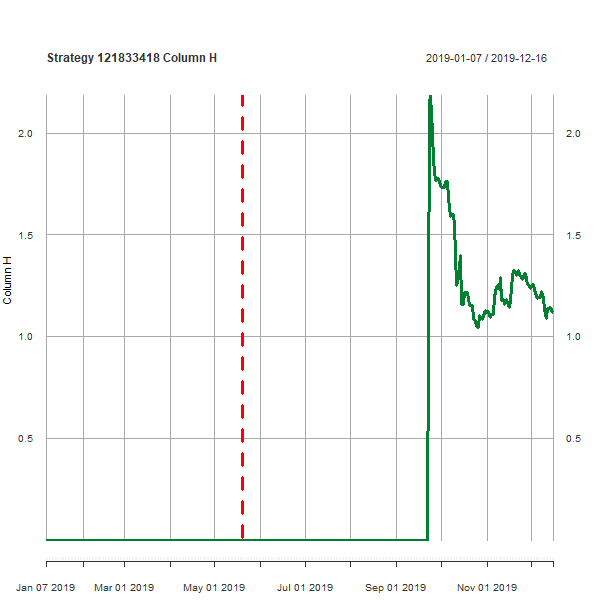 Strategy 121833418 Column H
2019-01-07 / 2019-12-16
2.0
2.0
1.5
1.5
Column H
1.0
1.0
0.5
0.5
Jan 07 2019
Mar 01 2019
May 01 2019
Jul 01 2019
Sep 01 2019
Nov 01 2019